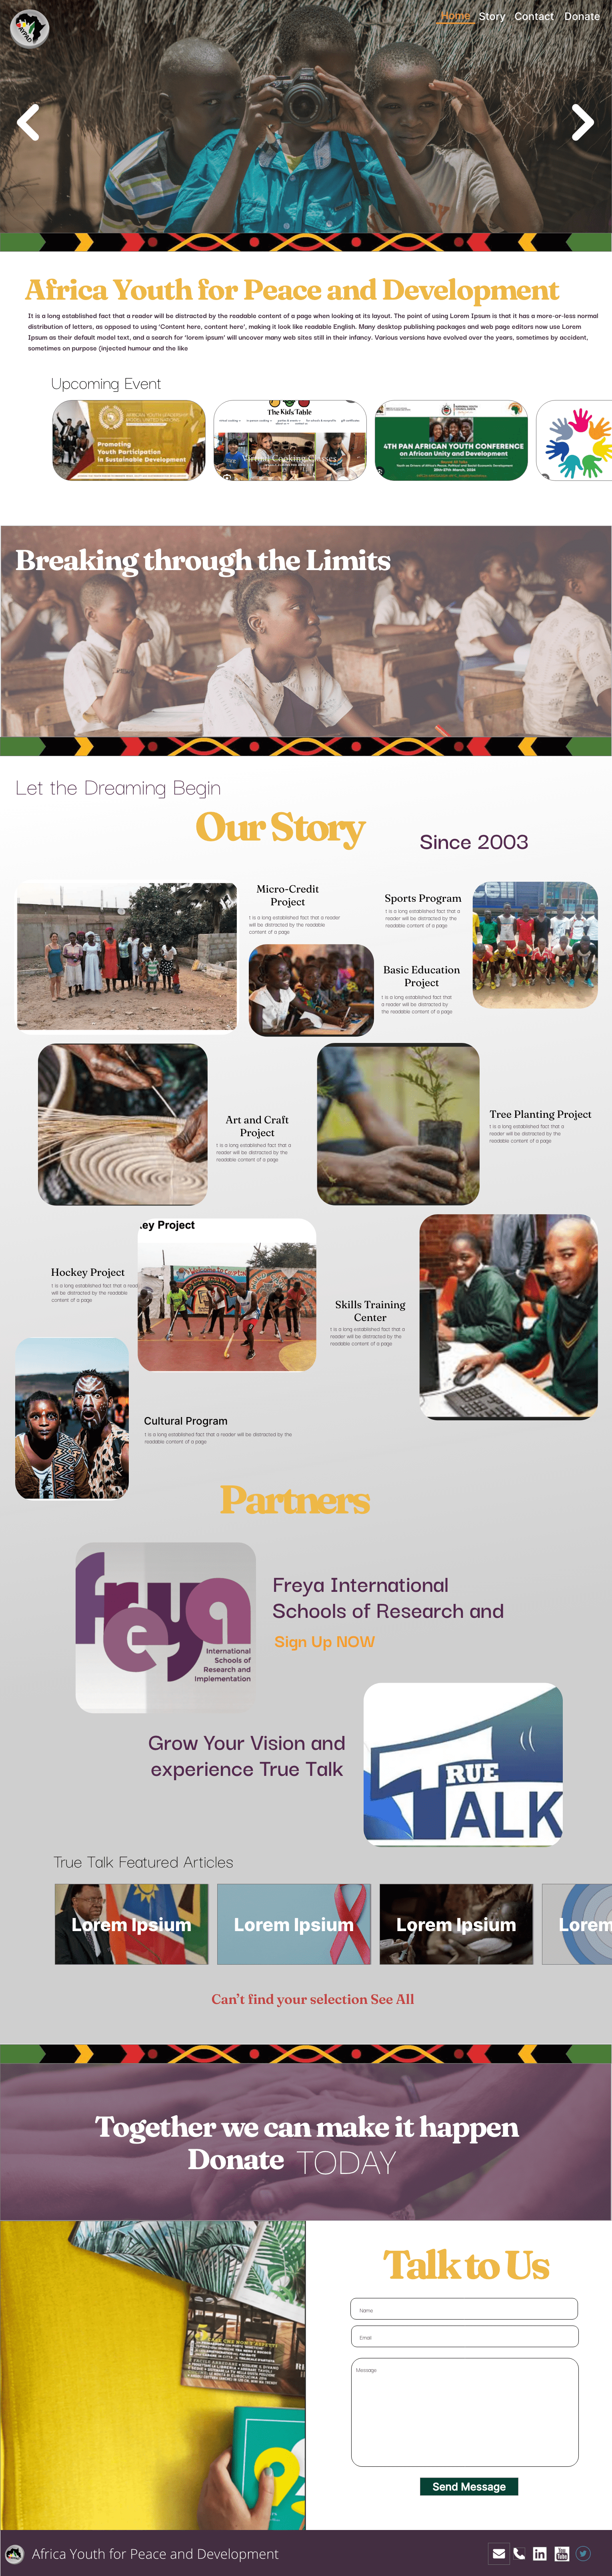 Home Story Contact Donate
Africa Youth for Peace and Development
It is a long established fact that a reader will be distracted by the readable content of a page when looking at its layout. The point of using Lorem Ipsum is that it has a more-or-less normal
distribution of letters, as opposed to using 'Content here, content here', making it look like readable English. Many desktop publishing packages and web page editors now use Lorem
Ipsum as their default model text, and a search for 'lorem ipsum' will uncover many web sites still in their infancy. Various versions have evolved over the years, sometimes by accident,
sometimes on purpose (injected humour and the like
Upcoming Event
Promoting
Youth Participation
in Sustainable Development
The Kids' Table
Virtual Cooking Classes
4TH PAN AFRICAN YOUTH CONFERENCE
on African Unity and Development
Breaking through the Limits
Let the Dreaming Begin
Our Story
Since 2003
Micro-Credit
Project
t is a long established fact that a reader
will be distracted by the readable
content of a page
Sports Program
t is a long established fact that a
reader will be distracted by the
readable content of a page
Basic Education
Project
t is a long established fact that
a reader will be distracted by
the readable content of a page
Art and Craft
Project
t is a long established fact that a
reader will be distracted by the
readable content of a page
Tree Planting Project
t is a long established fact that a
reader will be distracted by the
readable content of a page
ey Project
Hockey Project
t is a long established fact that a read
will be distracted by the readable
content of a page
Skills Training
Center
t is a long established fact that a
reader will be distracted by the
readable content of a page
Cultural Program
t is a long established fact that a reader will be distracted by the
readable content of a page
Partners
freya
International
Schools of
Research and
Implementation
Freya International
Schools of Research and
Sign Up NOW
Grow Your Vision and
experience True Talk
TRUE
TALK
True Talk Featured Articles
Lorem Ipsium
Lorem Ipsium
Lorem Ipsium
Lorem
Can't find your selection See All
Together we can make it happen
Donate TODAY
Talk to Us
Name
Email
Message
Send Message
Africa Youth for Peace and Development
in
You
Tube